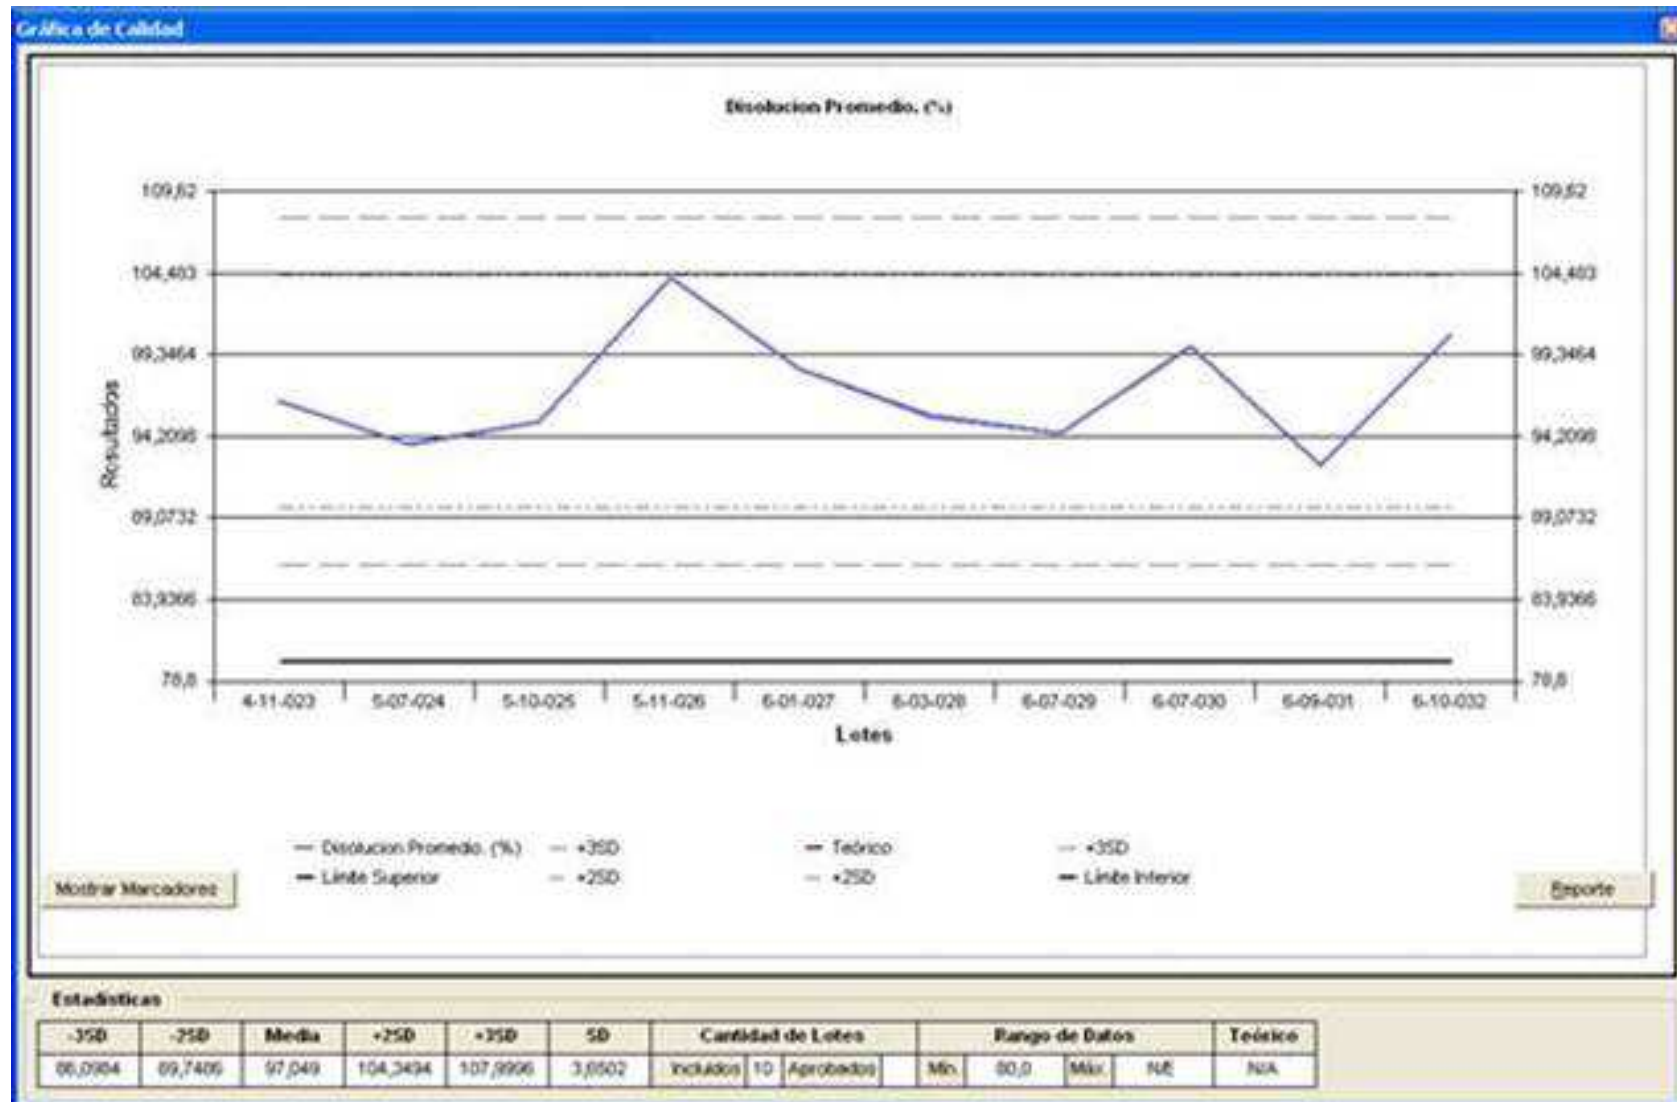 Gráfica de Calidad
Disolucion Promedio. (%)
109,62 109,62
104,483 104,483
99,3464 99,3464
94,2098 94,2098
89,0732 89,0732
83,9366 83,9366
78,8 78,8
Resultados
4-11-023 5-07-024 5-10-025 5-11-026 6-01-027 6-03-028 6-07-029 6-07-030 6-09-031 6-10-032
Lotes
Disolucion Promedio. (%) +3SD Teórico +3SD
Límite Superior +2SD +2SD Límite Inferior
Mostrar Marcadores Reporte
Estadísticas
-3SD -2SD Media +2SD +3SD SD Cantidad de Lotes Rango de Datos Teórico
86,0984 89,7486 97,049 104,3494 107,9996 3,6502 Incluidos 10 Aprobados Mín. 80,0 Máx. N/E N/A